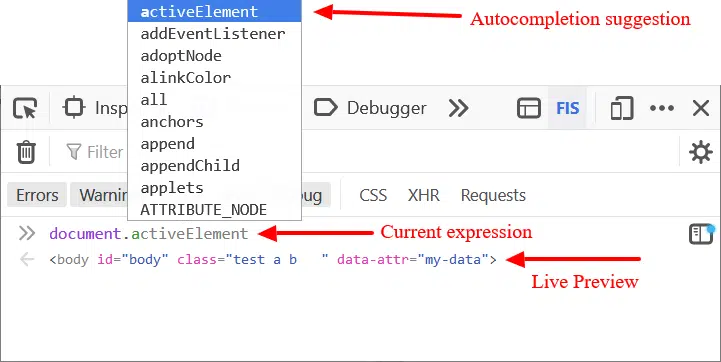 activeElement
Autocompletion suggestion
addEventListener
adoptNode
alinkColor
all
anchors
append
appendChild
applets
ATTRIBUTE_NODE
Insp
Debugger
FIS
Filter
Errors
Warnin
ug
CSS
XHR
Requests
document.activeElement
Current expression
<body id="body" class="test a b   " data-attr="my-data">
Live Preview